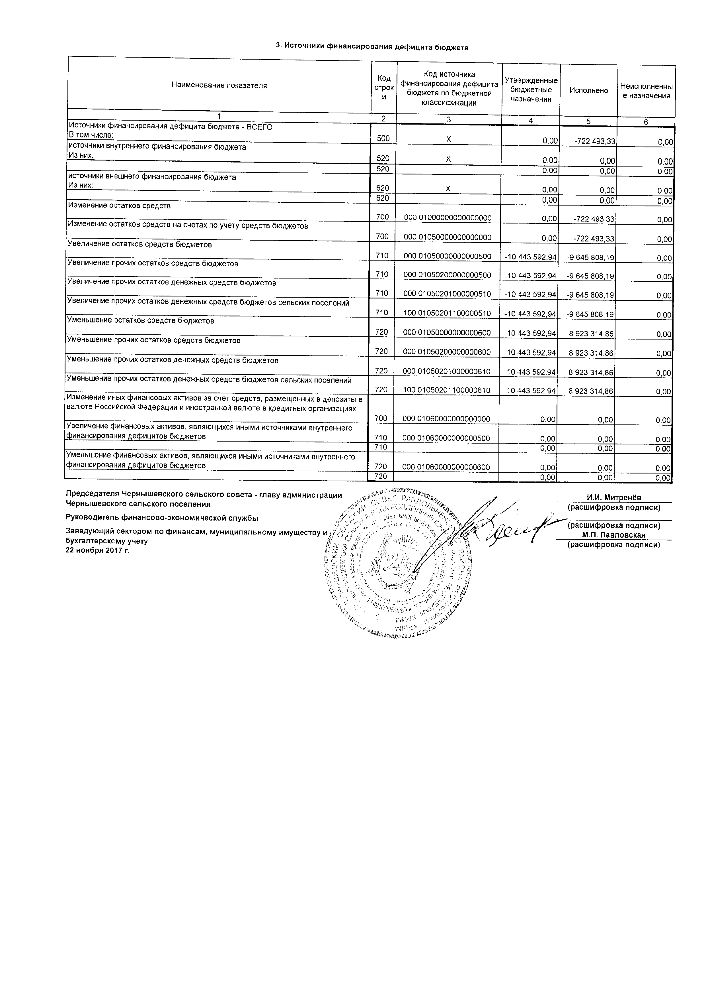 3. Источники финансирования дефицита бюджета
Наименование показателя
Код
строк
и
Код источника
финансирования дефицита
бюджета по бюджетной
классификации
Утвержденные
бюджетные
назначения
Исполнено
Неисполненны
е назначения
1 2 3 4 5 6
Источники финансирования дефицита бюджета - ВСЕГО
В том числе: 500 X 0,00 -722 493,33 0,00
источники внутреннего финансирования бюджета
Из них: 520 X 0,00 0,00 0,00
520 0,00 0,00 0,00
источники внешнего финансирования бюджета
Из них: 620 X 0,00 0,00 0,00
620 0,00 0,00 0,00
Изменение остатков средств
700 000 01000000000000000 0,00 -722 493,33 0,00
Изменение остатков средств на счетах по учету средств бюджетов
700 000 01050000000000000 0,00 -722 493,33 0,00
Увеличение остатков средств бюджетов
710 000 01050000000000500 -10 443 592,94 -9 645 808,19 0,00
Увеличение прочих остатков средств бюджетов
710 000 01050200000000500 -10 443 592,94 -9 645 808,19 0,00
Увеличение прочих остатков денежных средств бюджетов
710 000 01050201000000510 -10 443 592,94 -9 645 808,19 0,00
Увеличение прочих остатков денежных средств бюджетов сельских поселений
710 100 01050201100000510 -10 443 592,94 -9 645 808,19 0,00
Уменьшение остатков средств бюджетов
720 000 01050000000000600 10 443 592,94 8 923 314,86 0,00
Уменьшение прочих остатков средств бюджетов
720 000 01050200000000600 10 443 592,94 8 923 314,86 0,00
Уменьшение прочих остатков денежных средств бюджетов
720 000 01050201000000610 10 443 592,94 8 923 314,86 0,00
Уменьшение прочих остатков денежных средств бюджетов сельских поселений
720 100 01050201100000610 10 443 592,94 8 923 314,86 0,00
Изменение иных финансовых активов за счет средств, размещенных в депозиты в
валюте Российской Федерации и иностранной валюте в кредитных организациях
700 000 01060000000000000 0,00 0,00 0,00
Увеличение финансовых активов, являющихся иными источниками внутреннего
финансирования дефицитов бюджетов 710 000 01060000000000500 0,00 0,00 0,00
710 0,00 0,00 0,00
Уменьшение финансовых активов, являющихся иными источниками внутреннего
финансирования дефицитов бюджетов 720 000 01060000000000600 0,00 0,00 0,00
720 0,00 0,00 0,00
Председателя Чернышевского сельского совета - главу администрации
Чернышевского сельского поселения
И.И. Митренёв
(расшифровка подписи)
Руководитель финансово-экономической службы
(расшифровка подписи)
Заведующий сектором по финансам, муниципальному имуществу и
бухгалтерскому учету
М.П. Павловская
(расшифровка подписи)
22 ноября 2017 г.
ЧЕРНЫШЕВСКИЙ СЕЛЬСКИЙ СОВЕТ РАЗДОЛЬНЕНСКОГО РАЙОНА РЕСПУБЛИКИ КРЫМ